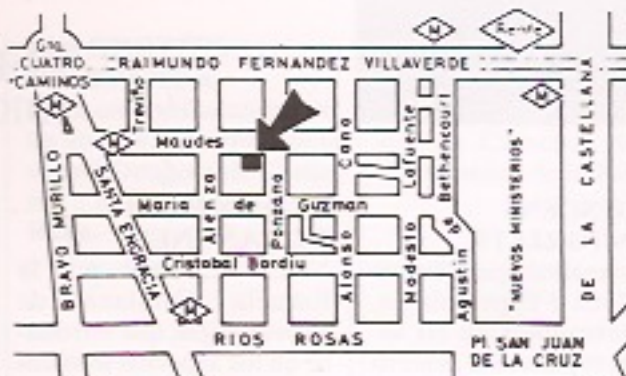 M
Renfe
Glta.
CUATRO
CAMINOS
RAIMUNDO FERNANDEZ VILLAVERDE
M
M
Treviño
M
Maudes
Cano
Lafuente
Bethencourt
BRAVO MURILLO
SANTA ENGRACIA
Alenza
Maria de Guzman
Ponzano
Cristobal Bordiu
Alonso
Modesto
Agustin
de
"NUEVOS MINISTERIOS"
DE LA CASTELLANA
M
RIOS ROSAS
Pl SAN JUAN
DE LA CRUZ